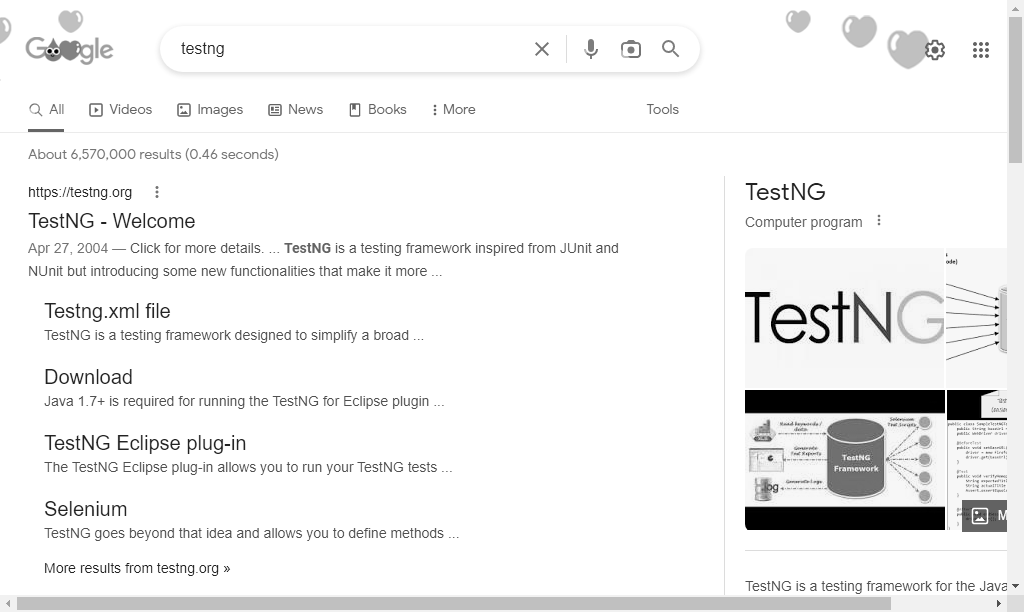 Google
testng
All
Videos
Images
News
Books
More
Tools
About 6,570,000 results (0.46 seconds)
https://testng.org
TestNG - Welcome
Apr 27, 2004 — Click for more details. ... TestNG is a testing framework inspired from JUnit and
NUnit but introducing some new functionalities that make it more ...
Testng.xml file
TestNG is a testing framework designed to simplify a broad ...
Download
Java 1.7+ is required for running the TestNG for Eclipse plugin ...
TestNG Eclipse plug-in
The TestNG Eclipse plug-in allows you to run your TestNG tests ...
Selenium
TestNG goes beyond that idea and allows you to define methods ...
More results from testng.org »
TestNG
Computer program
TestNG
Read keywords / data
Generate Test Reports
Generate Logs
TestNG Framework
Selenium Test Scripts
M
TestNG is a testing framework for the Java